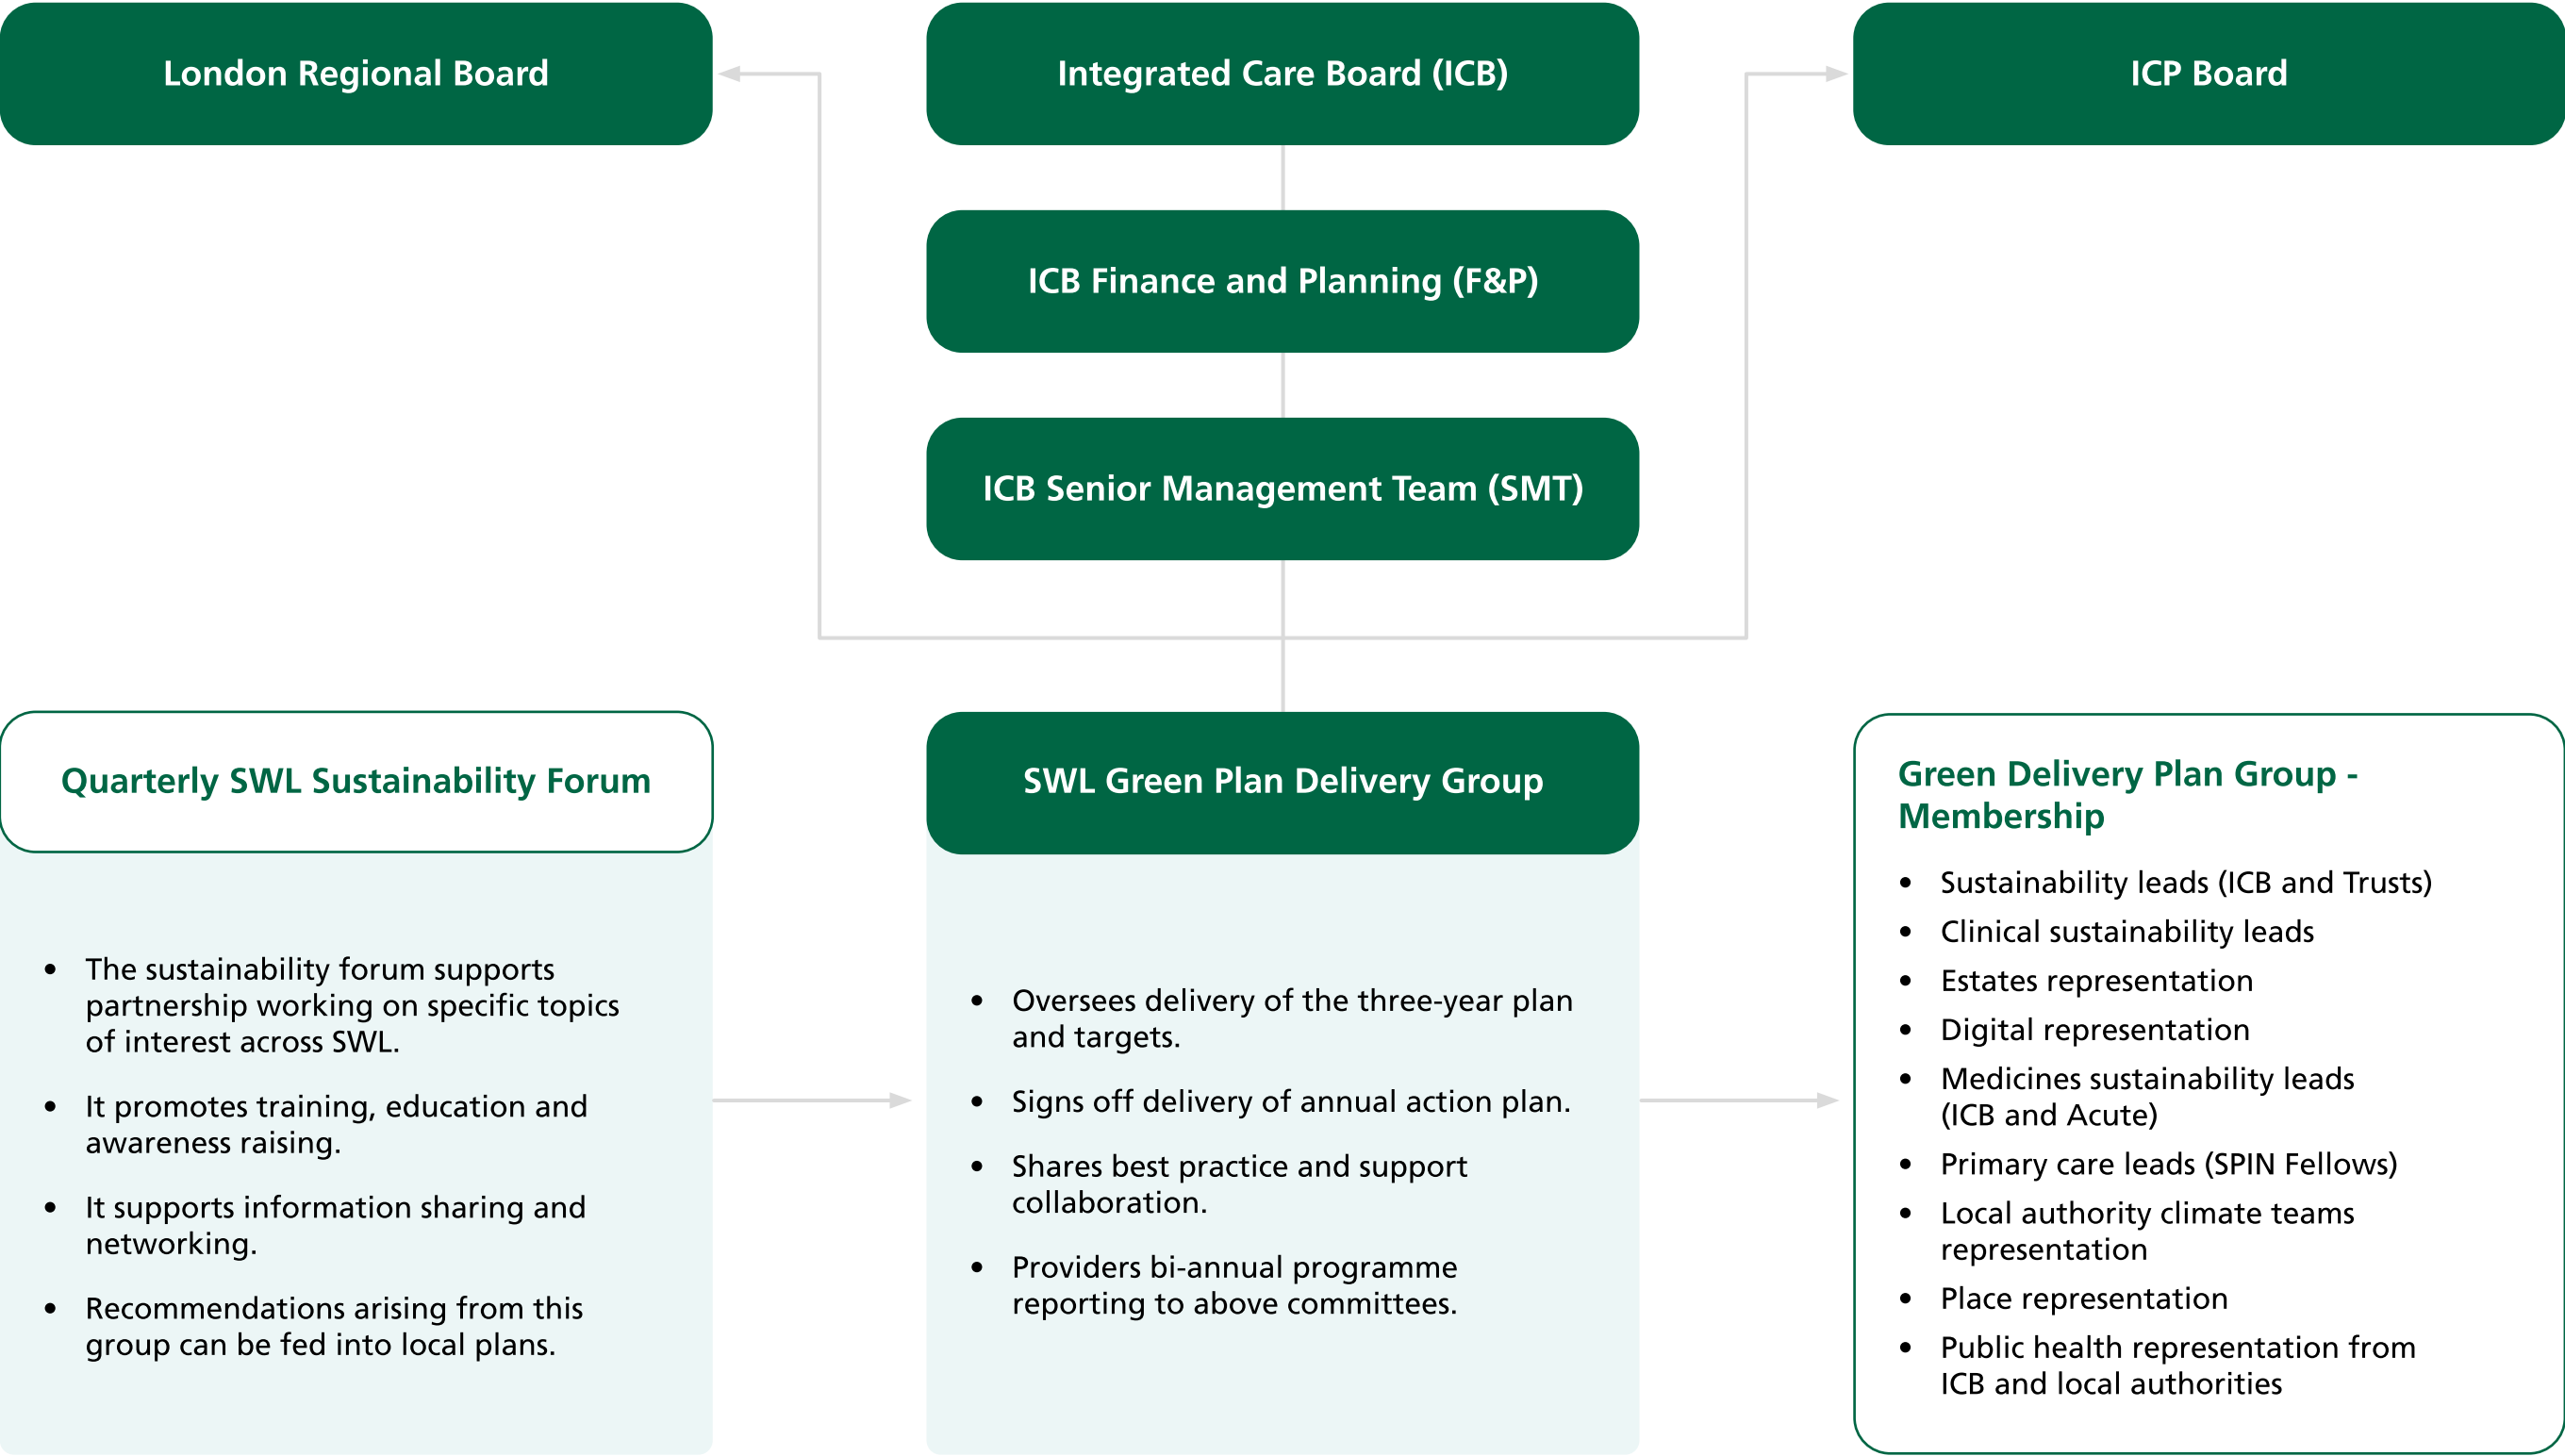 London Regional Board
Integrated Care Board (ICB)
ICP Board
ICB Finance and Planning (F&P)
ICB Senior Management Team (SMT)
Quarterly SWL Sustainability Forum
• The sustainability forum supports
partnership working on specific topics
of interest across SWL.
• It promotes training, education and
awareness raising.
• It supports information sharing and
networking.
• Recommendations arising from this
group can be fed into local plans.
SWL Green Plan Delivery Group
• Oversees delivery of the three-year plan
and targets.
• Signs off delivery of annual action plan.
• Shares best practice and support
collaboration.
• Providers bi-annual programme
reporting to above committees.
Green Delivery Plan Group -
Membership
• Sustainability leads (ICB and Trusts)
• Clinical sustainability leads
• Estates representation
• Digital representation
• Medicines sustainability leads
(ICB and Acute)
• Primary care leads (SPIN Fellows)
• Local authority climate teams
representation
• Place representation
• Public health representation from
ICB and local authorities